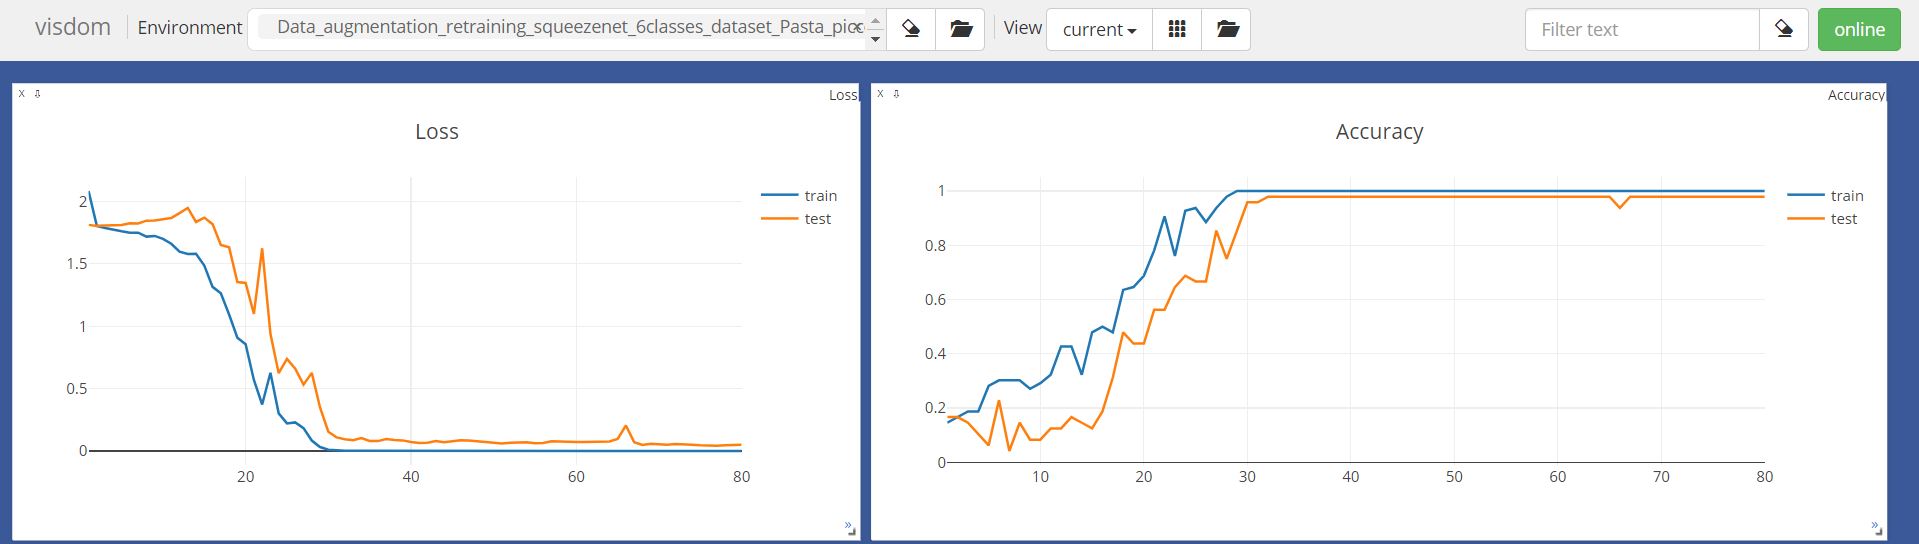 visdom Environment Data_augmentation_retraining_squeezenet_6classes_dataset_Pasta_picc View current Filter text online
x Loss
Loss
train
test
2
1.5
1
0.5
0
20 40 60 80
x Accuracy
Accuracy
train
test
1
0.8
0.6
0.4
0.2
0
10 20 30 40 50 60 70 80